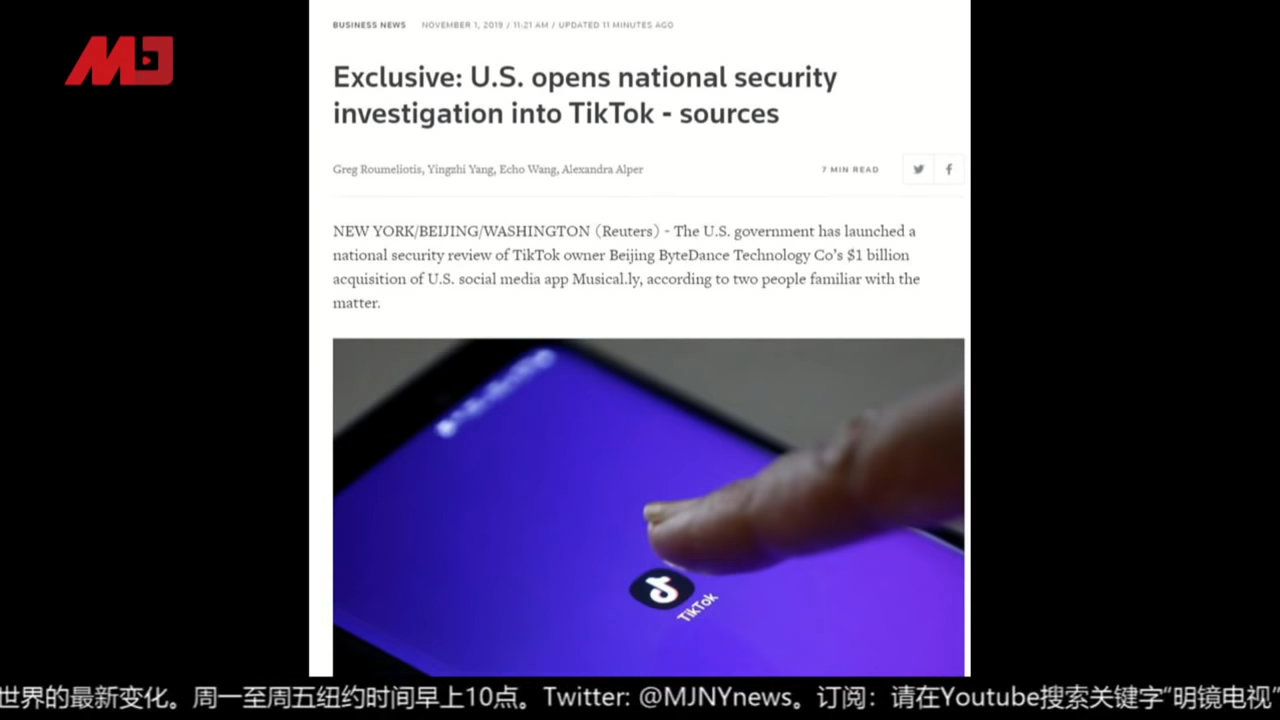 BUSINESS NEWS NOVEMBER 1, 2019 / 11:21 AM / UPDATED 11 MINUTES AGO
MJ
Exclusive: U.S. opens national security
investigation into TikTok - sources
Greg Roumeliotis, Yingzhi Yang, Echo Wang, Alexandra Alper
7 MIN READ
NEW YORK/BEIJING/WASHINGTON (Reuters) - The U.S. government has launched a
national security review of TikTok owner Beijing ByteDance Technology Co’s $1 billion
acquisition of U.S. social media app Musical.ly, according to two people familiar with the
matter.
TikTok
世界的最新变化。周一至周五纽约时间早上10点。Twitter: @MJNYnews。订阅：请在Youtube搜索关键字“明镜电视”